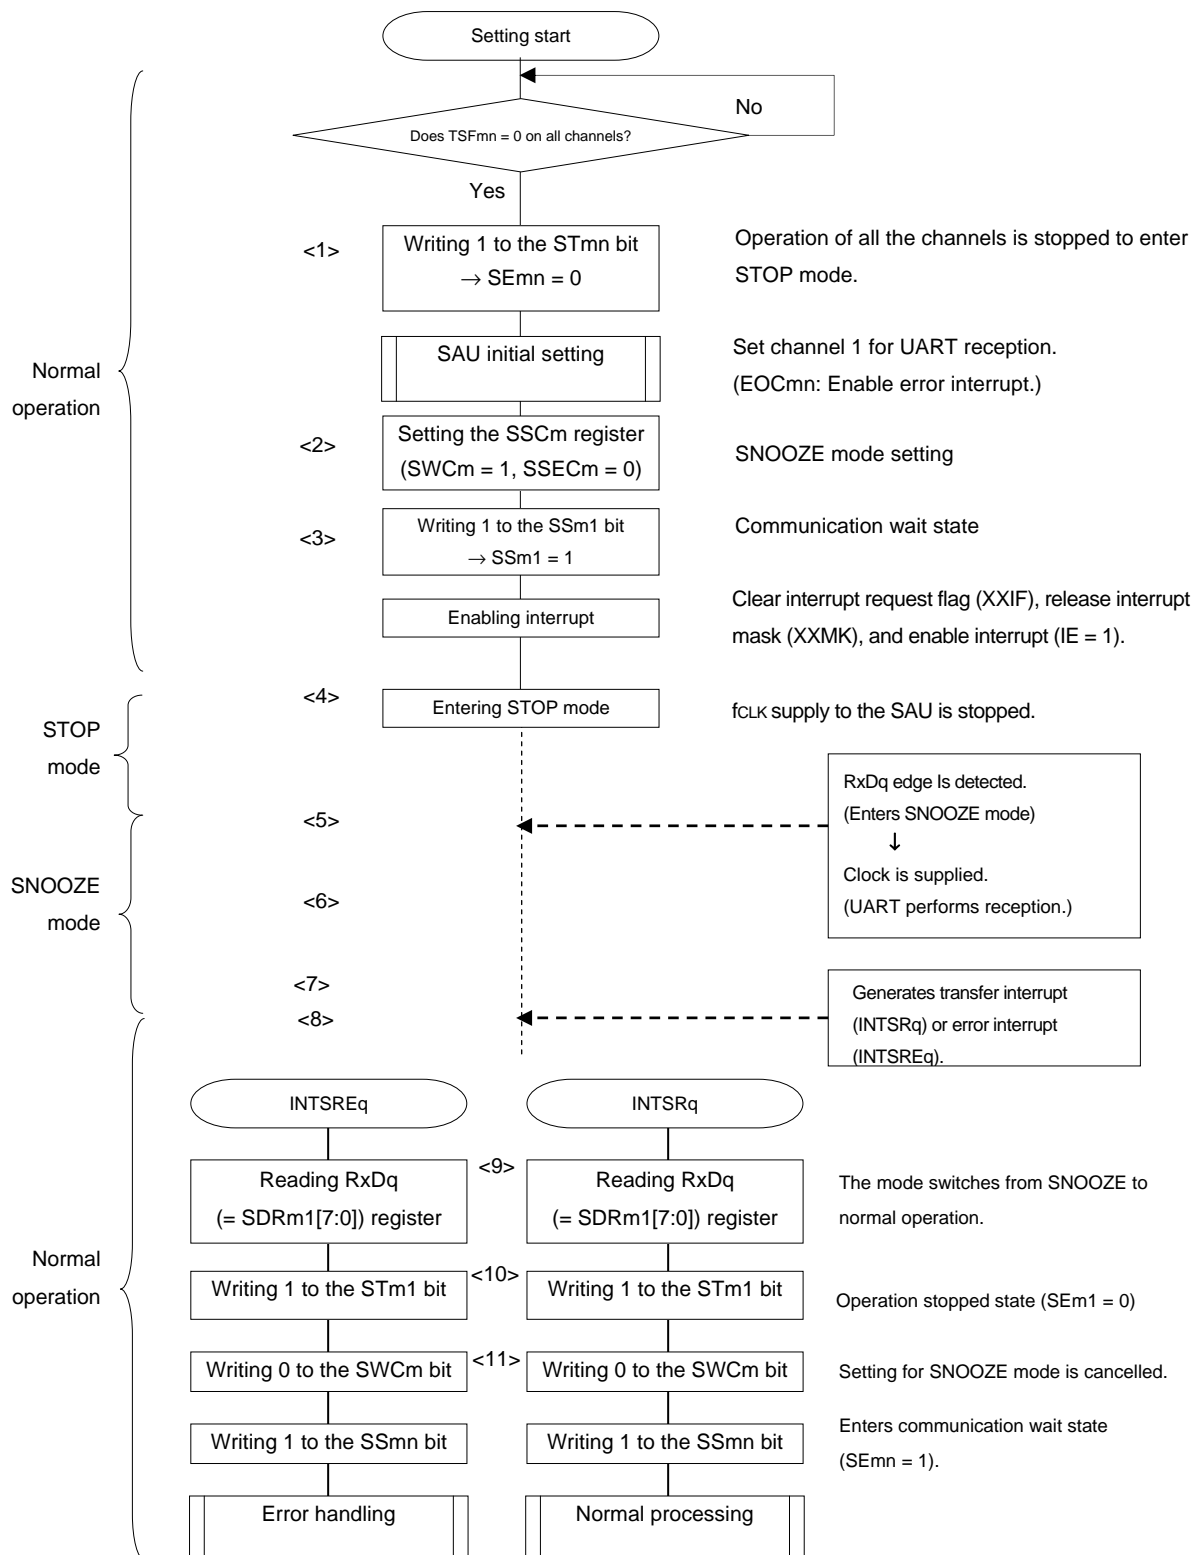 Setting start
No
Does TSFmn = 0 on all channels?
Yes
<1>
Writing 1 to the STmn bit
→ SEmn = 0
Operation of all the channels is stopped to enter
STOP mode.
SAU initial setting
Set channel 1 for UART reception.
(EOCmn: Enable error interrupt.)
Normal
operation
<2>
Setting the SSCm register
(SWCm = 1, SSECm = 0)
SNOOZE mode setting
<3>
Writing 1 to the SSm1 bit
→ SSm1 = 1
Communication wait state
Enabling interrupt
Clear interrupt request flag (XXIF), release interrupt
mask (XXMK), and enable interrupt (IE = 1).
<4>
Entering STOP mode
fCLK supply to the SAU is stopped.
STOP
mode
RxDq edge Is detected.
(Enters SNOOZE mode)
↓
Clock is supplied.
(UART performs reception.)
<5>
SNOOZE
mode
<6>
<7>
<8>
Generates transfer interrupt
(INTSRq) or error interrupt
(INTSREq).
INTSREq
INTSRq
Reading RxDq
(= SDRm1[7:0]) register
<9>
Reading RxDq
(= SDRm1[7:0]) register
The mode switches from SNOOZE to
normal operation.
Normal
operation
Writing 1 to the STm1 bit
<10>
Writing 1 to the STm1 bit
Operation stopped state (SEm1 = 0)
Writing 0 to the SWCm bit
<11>
Writing 0 to the SWCm bit
Setting for SNOOZE mode is cancelled.
Writing 1 to the SSmn bit
Writing 1 to the SSmn bit
Enters communication wait state
(SEmn = 1).
Error handling
Normal processing